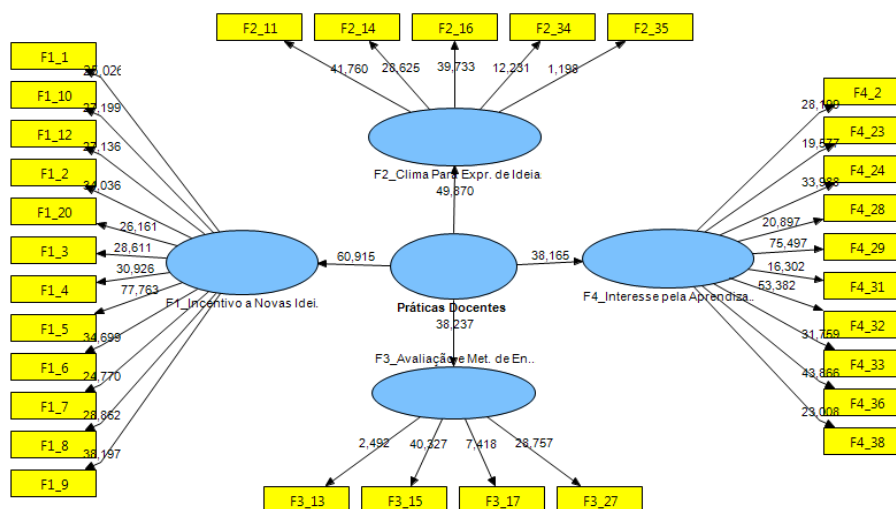 F2_11
F2_14
F2_16
F2_34
F2_35
41,760
28,625
39,733
12,231
1,198
F2_Clima Para Expr. de Ideia
49,870
F1_1
F1_10
F1_12
F1_2
F1_20
F1_3
F1_4
F1_5
F1_6
F1_7
F1_8
F1_9
27,199
27,136
34,036
26,161
28,611
30,926
77,763
34,699
24,770
28,862
38,197
F1_Incentivo a Novas Idei.
60,915
Práticas Docentes
38,165
38,237
F4_Interesse pela Aprendiza..
F4_2
F4_23
F4_24
F4_28
F4_29
F4_31
F4_32
F4_33
F4_36
F4_38
19,577
33,988
20,897
75,497
16,302
53,382
31,759
43,866
23,008
F3_Avaliação e Met. de En..
2,492
40,327
7,418
28,757
F3_13
F3_15
F3_17
F3_27